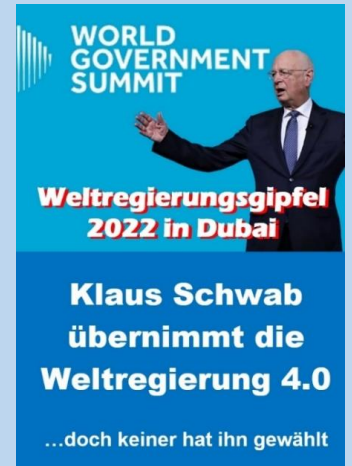 WORLD
GOVERNMENT
SUMMIT
Weltregierungsgipfel
2022 in Dubai
Klaus Schwab
übernimmt die
Weltregierung 4.0
...doch keiner hat ihn gewählt